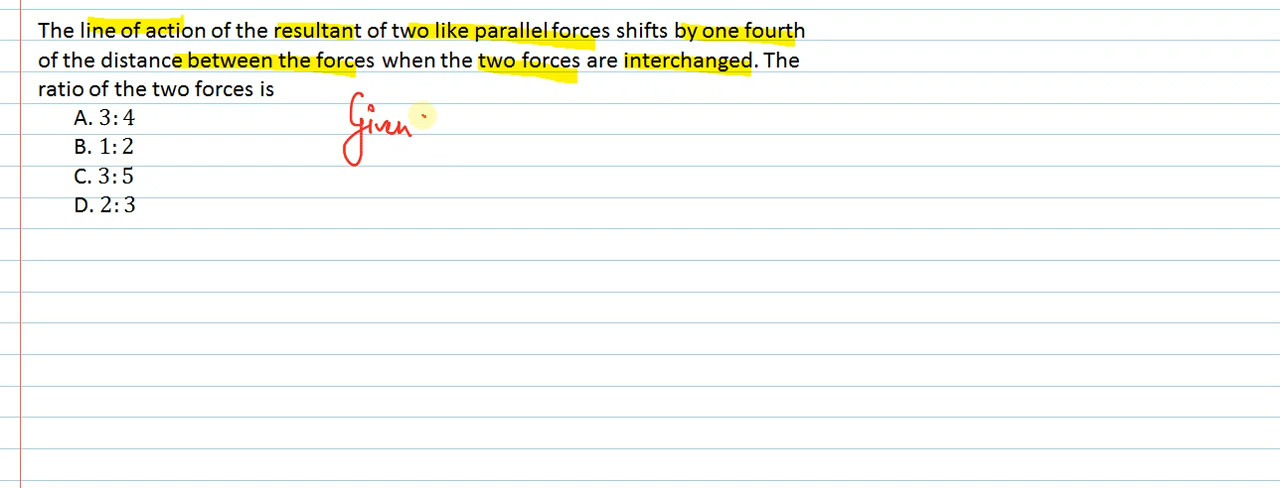 The line of action of the resultant of two like parallel forces shifts by one fourth
of the distance between the forces when the two forces are interchanged. The
ratio of the two forces is
A. 3:4
Given
B. 1:2
C. 3:5
D. 2:3